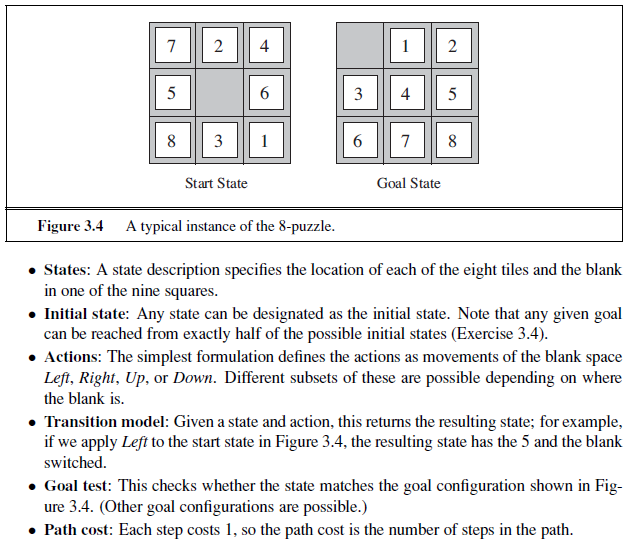 7 2 4
5 6
8 3 1
1 2
3 4 5
6 7 8
Start State Goal State
Figure 3.4 A typical instance of the 8-puzzle.
• States: A state description specifies the location of each of the eight tiles and the blank
in one of the nine squares.
• Initial state: Any state can be designated as the initial state. Note that any given goal
can be reached from exactly half of the possible initial states (Exercise 3.4).
• Actions: The simplest formulation defines the actions as movements of the blank space
Left, Right, Up, or Down. Different subsets of these are possible depending on where
the blank is.
• Transition model: Given a state and action, this returns the resulting state; for example,
if we apply Left to the start state in Figure 3.4, the resulting state has the 5 and the blank
switched.
• Goal test: This checks whether the state matches the goal configuration shown in Fig-
ure 3.4. (Other goal configurations are possible.)
• Path cost: Each step costs 1, so the path cost is the number of steps in the path.